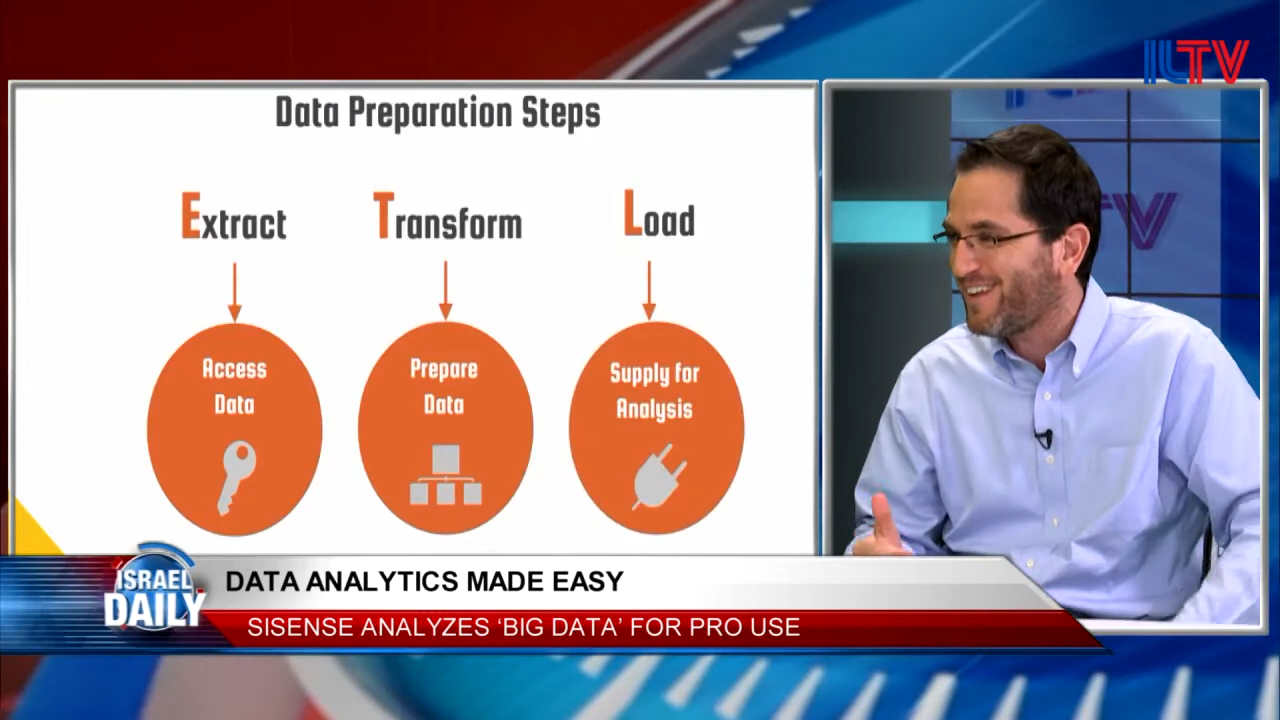 ILTV
Data Preparation Steps
Extract
Transform
Load
Access
Data
Prepare
Data
Supply for
Analysis
TV
ISRAEL
DAILY
DATA ANALYTICS MADE EASY
SISENSE ANALYZES ‘BIG DATA’ FOR PRO USE